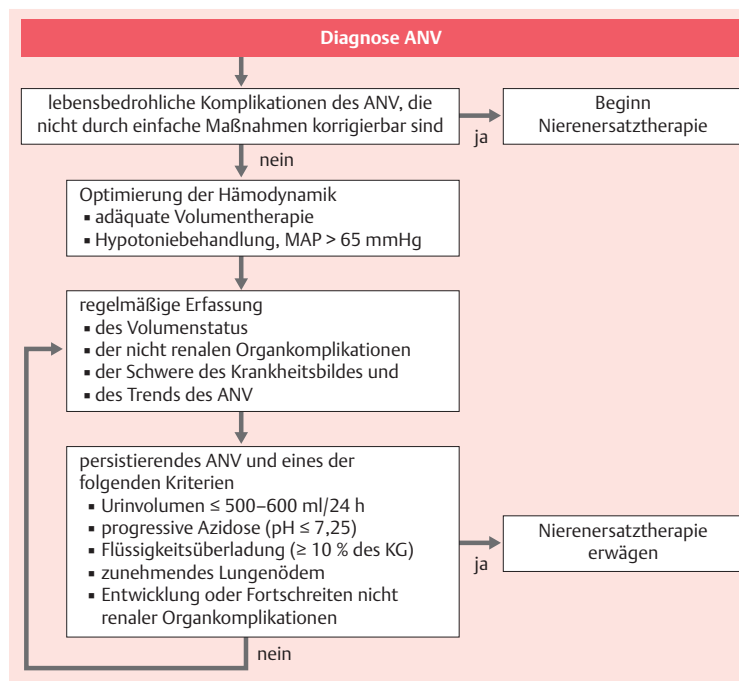 Diagnose ANV
lebensbedrohliche Komplikationen des ANV, die
nicht durch einfache Maßnahmen korrigierbar sind
ja
Beginn
Nierenersatztherapie
nein
Optimierung der Hämodynamik
▪ adäquate Volumentherapie
▪ Hypotoniebehandlung, MAP > 65 mmHg
regelmäßige Erfassung
▪ des Volumenstatus
▪ der nicht renalen Organkomplikationen
▪ der Schwere des Krankheitsbildes und
▪ des Trends des ANV
persistierendes ANV und eines der
folgenden Kriterien
▪ Urinvolumen ≤ 500–600 ml/24 h
▪ progressive Azidose (pH ≤ 7,25)
▪ Flüssigkeitsüberladung (≥ 10 % des KG)
▪ zunehmendes Lungenödem
▪ Entwicklung oder Fortschreiten nicht
renaler Organkomplikationen
ja
Nierenersatztherapie
erwägen
nein